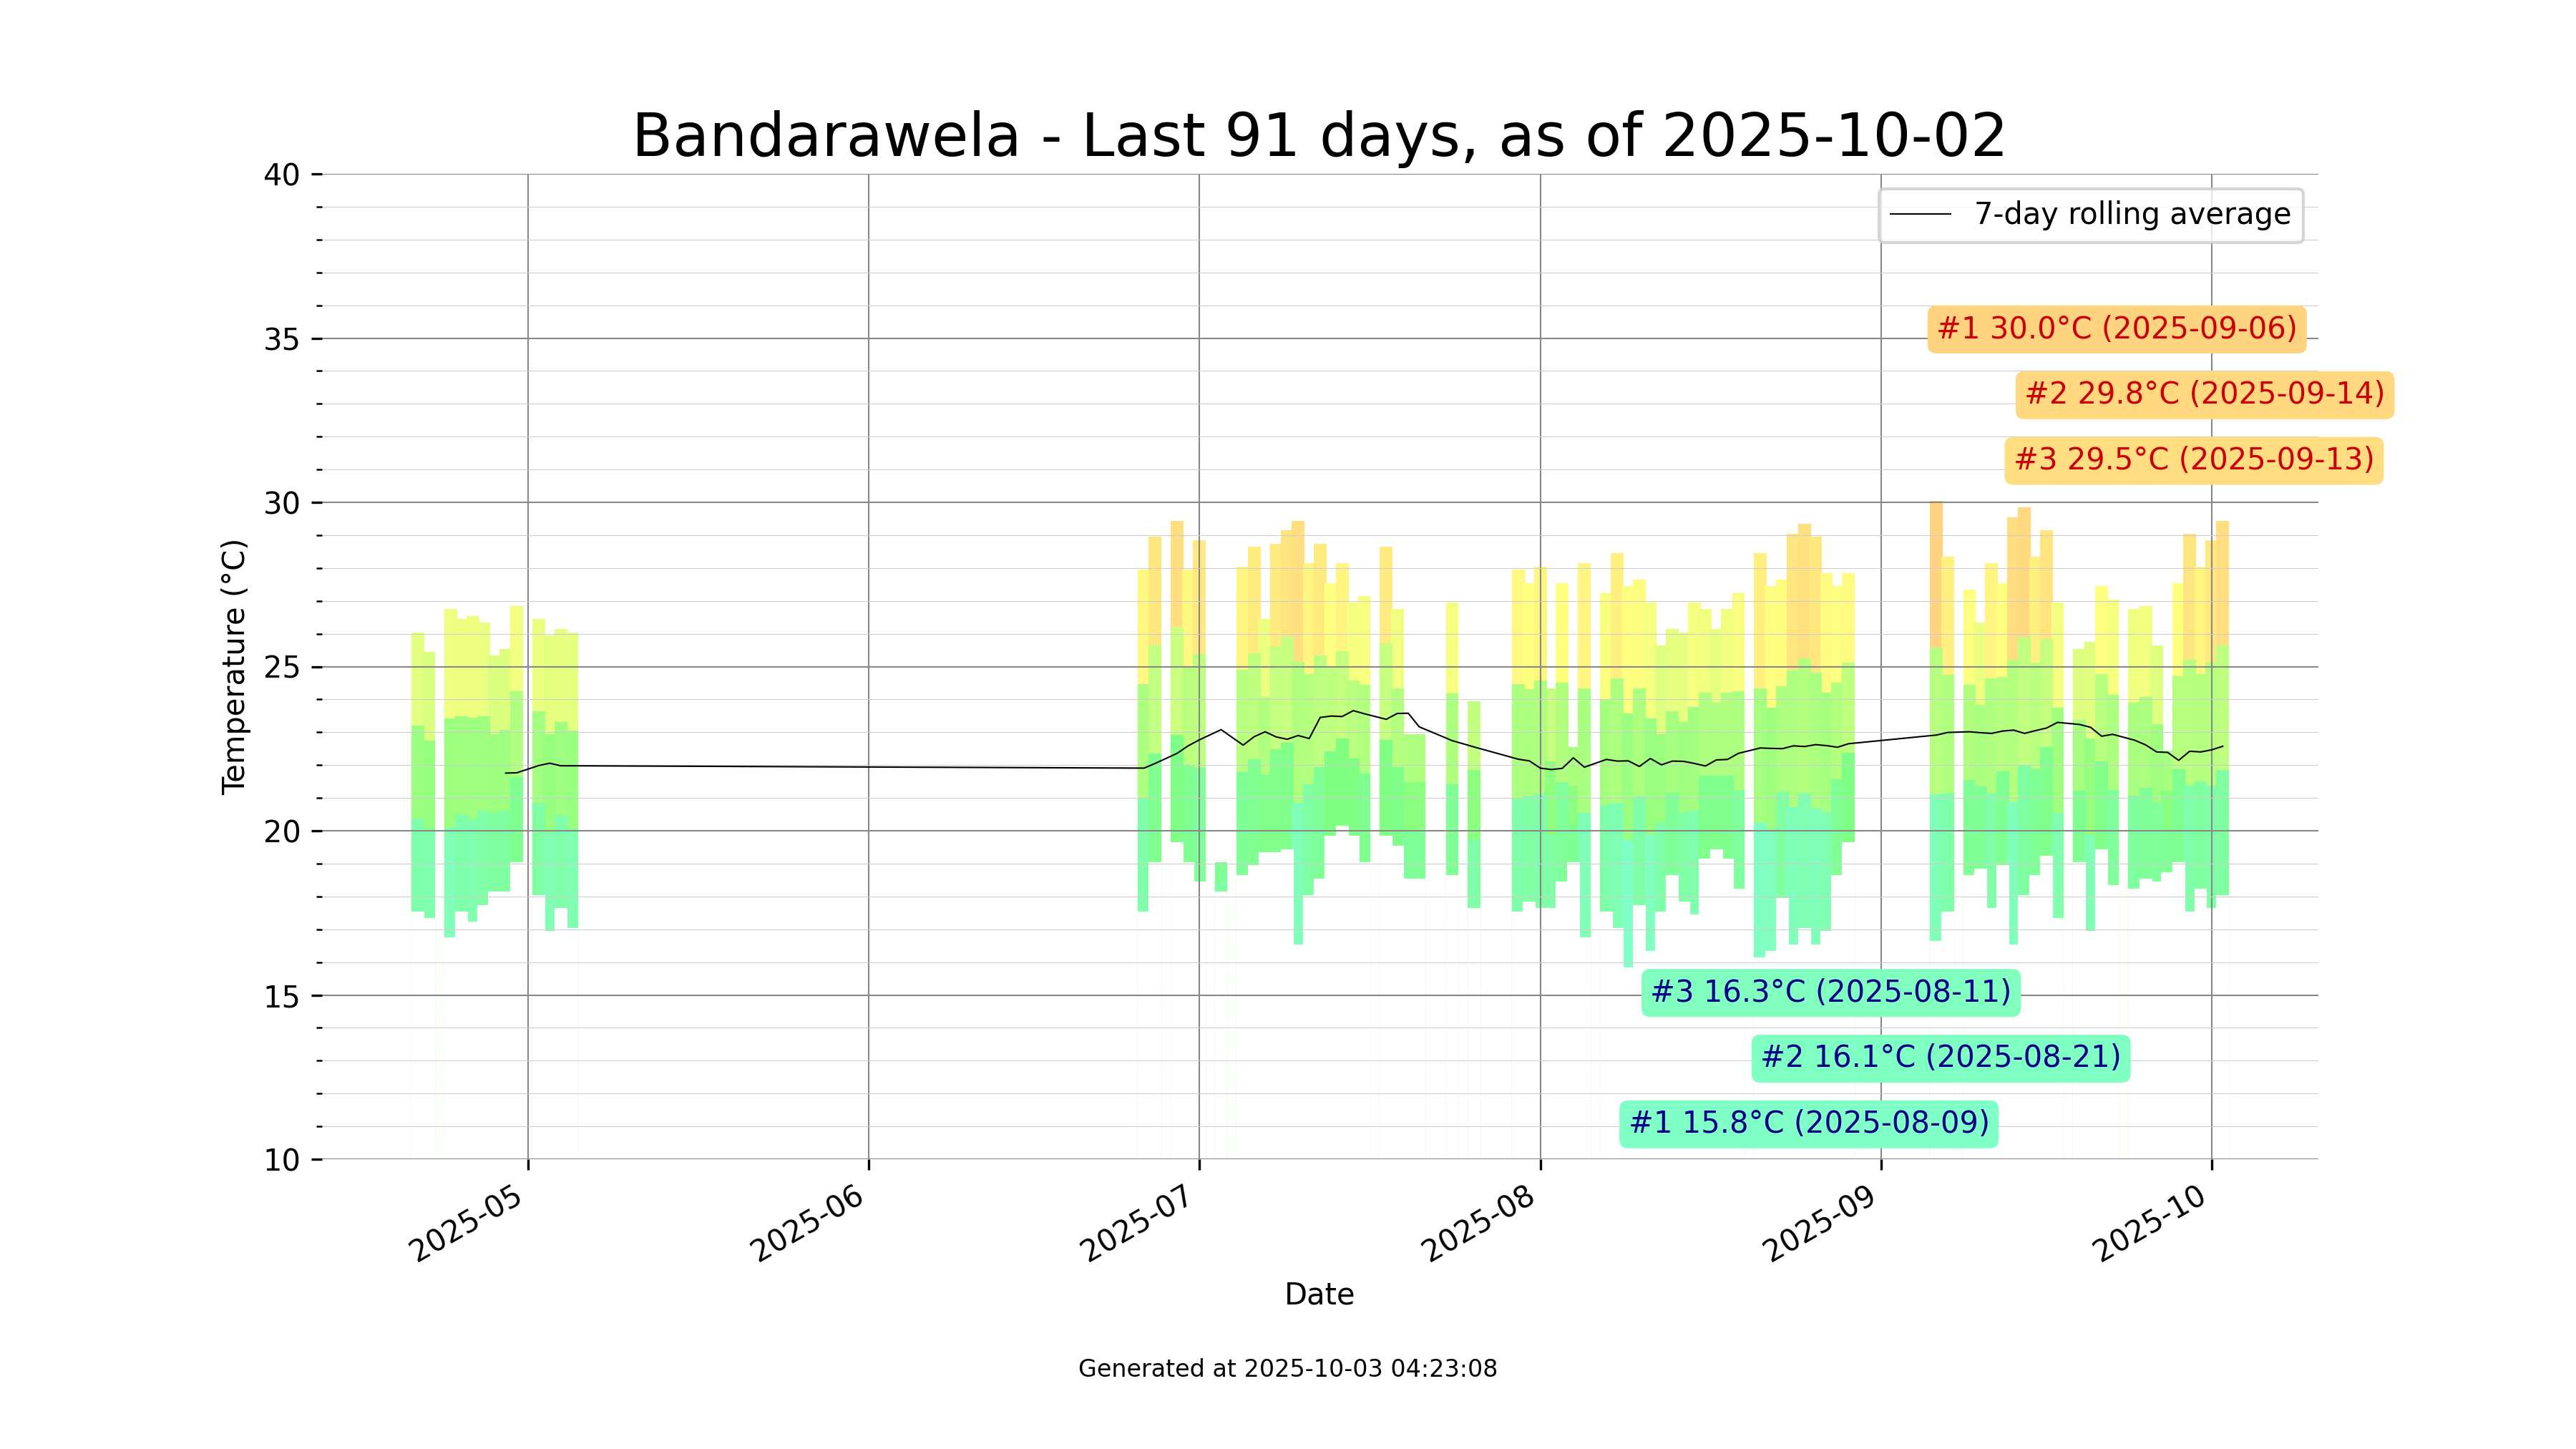 Bandarawela - Last 91 days, as of 2025-10-02
40
35
30
25
20
15
10
Temperature (°C)
7-day rolling average
#1 30.0°C (2025-09-06)
#2 29.8°C (2025-09-14)
#3 29.5°C (2025-09-13)
#3 16.3°C (2025-08-11)
#2 16.1°C (2025-08-21)
#1 15.8°C (2025-08-09)
2025-05
2025-06
2025-07
2025-08
2025-09
2025-10
Date
Generated at 2025-10-03 04:23:08